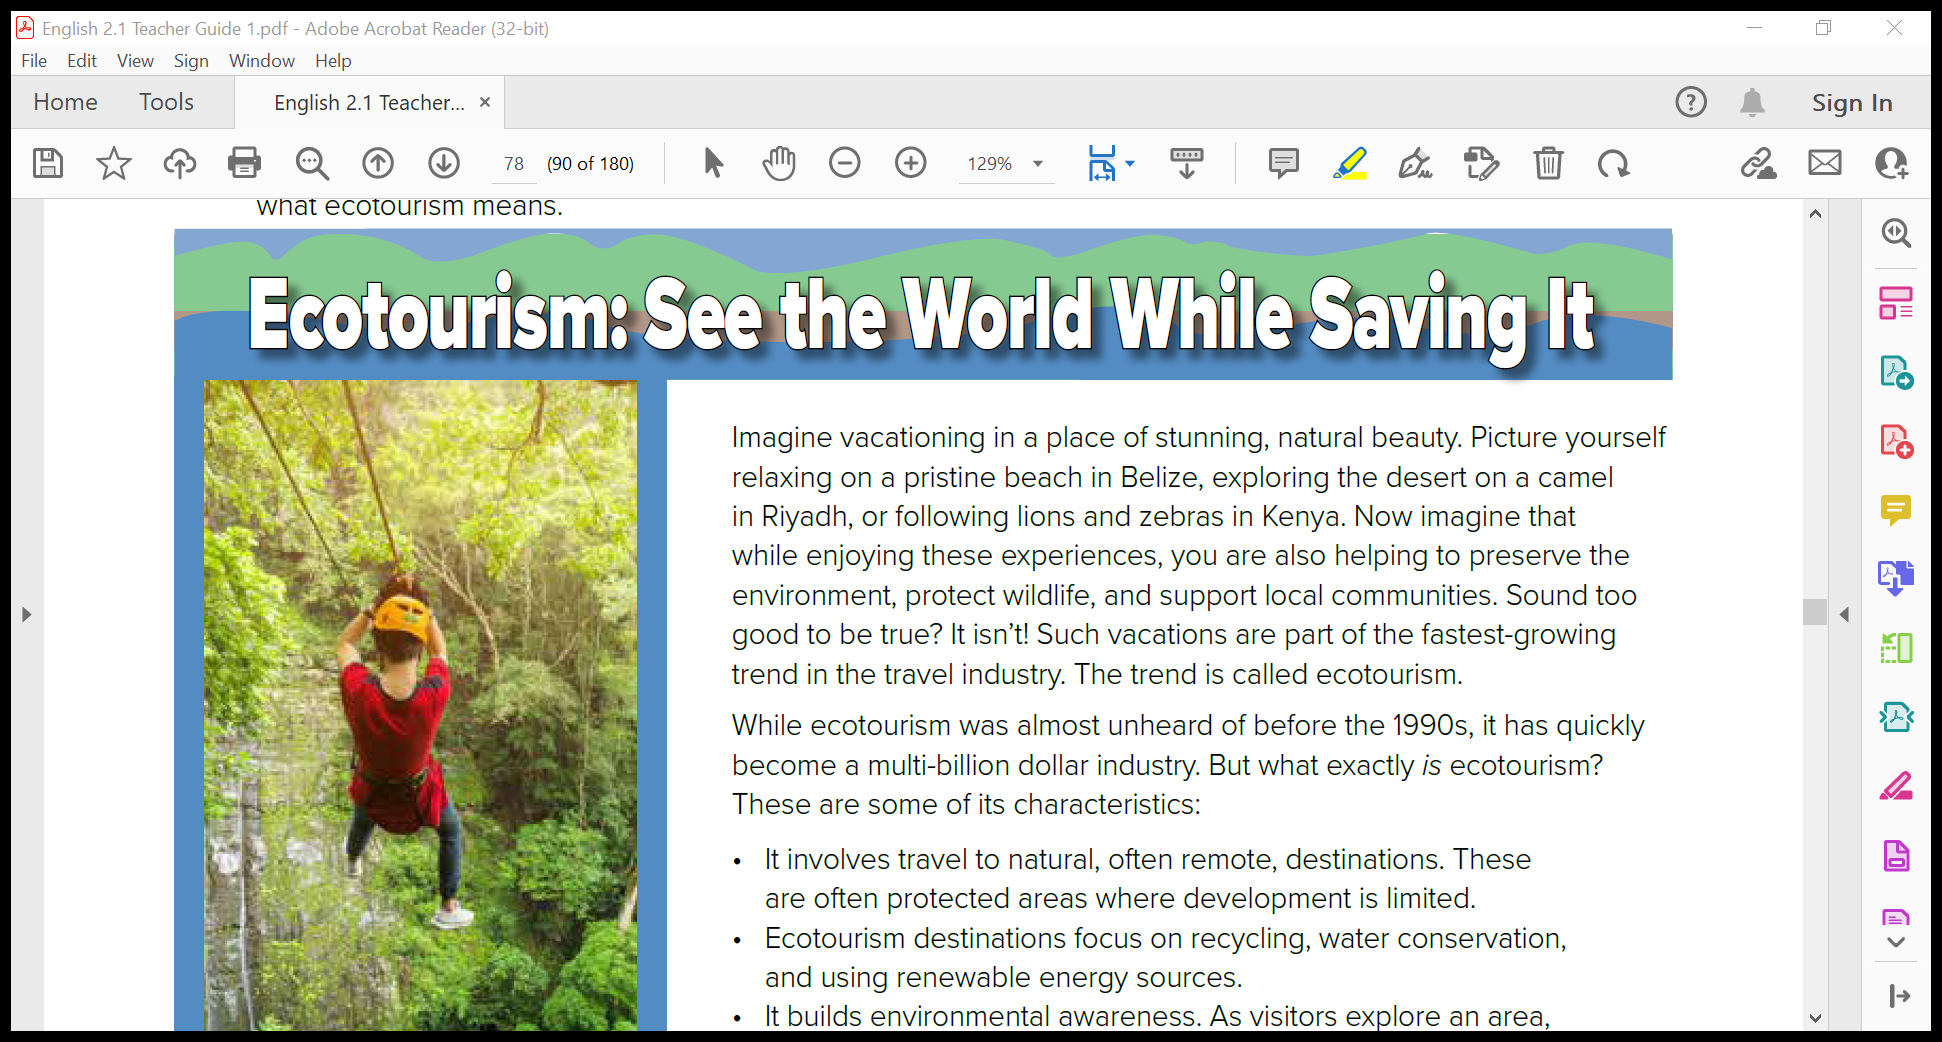 English 2.1 Teacher Guide 1.pdf - Adobe Acrobat Reader (32-bit)
File Edit View Sign Window Help
Home Tools English 2.1 Teacher... × Sign In
78 (90 of 180) 129%
what ecotourism means.
Ecotourism: See the World While Saving It
Imagine vacationing in a place of stunning, natural beauty. Picture yourself
relaxing on a pristine beach in Belize, exploring the desert on a camel
in Riyadh, or following lions and zebras in Kenya. Now imagine that
while enjoying these experiences, you are also helping to preserve the
environment, protect wildlife, and support local communities. Sound too
good to be true? It isn’t! Such vacations are part of the fastest-growing
trend in the travel industry. The trend is called ecotourism.
While ecotourism was almost unheard of before the 1990s, it has quickly
become a multi-billion dollar industry. But what exactly is ecotourism?
These are some of its characteristics:
• It involves travel to natural, often remote, destinations. These
are often protected areas where development is limited.
• Ecotourism destinations focus on recycling, water conservation,
and using renewable energy sources.
• It builds environmental awareness. As visitors explore an area,